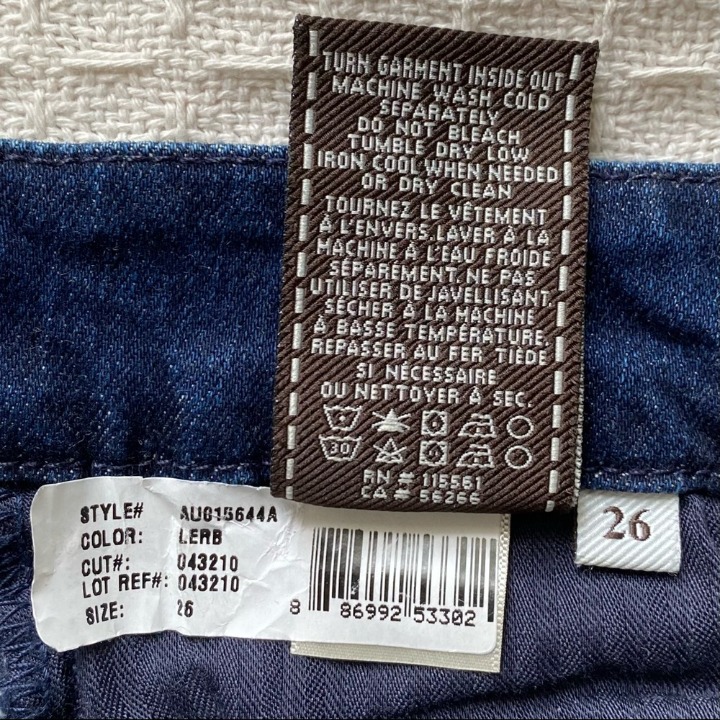 TURN GARMENT INSIDE OUT
MACHINE WASH COLD
SEPARATELY
DO NOT BLEACH
TUMBLE DRY LOW
IRON COOL WHEN NEEDED
OR DRY CLEAN
TOURNEZ LE VÊTEMENT
À L'ENVERS. LAVER À LA
MACHINE À L'EAU FROIDE
SÉPARÉMENT. NE PAS
UTILISER DE JAVELLISANT.
SÉCHER À LA MACHINE
À BASSE TEMPÉRATURE.
REPASSER AU FER TIÈDE
SI NÉCESSAIRE
OU NETTOYER À SEC.
30
RN # 115561
CA # 56266
26
STYLE# AU615644A
COLOR: LERB
CUT#: 043210
LOT REF#: 043210
SIZE: 26
8 86992 53302